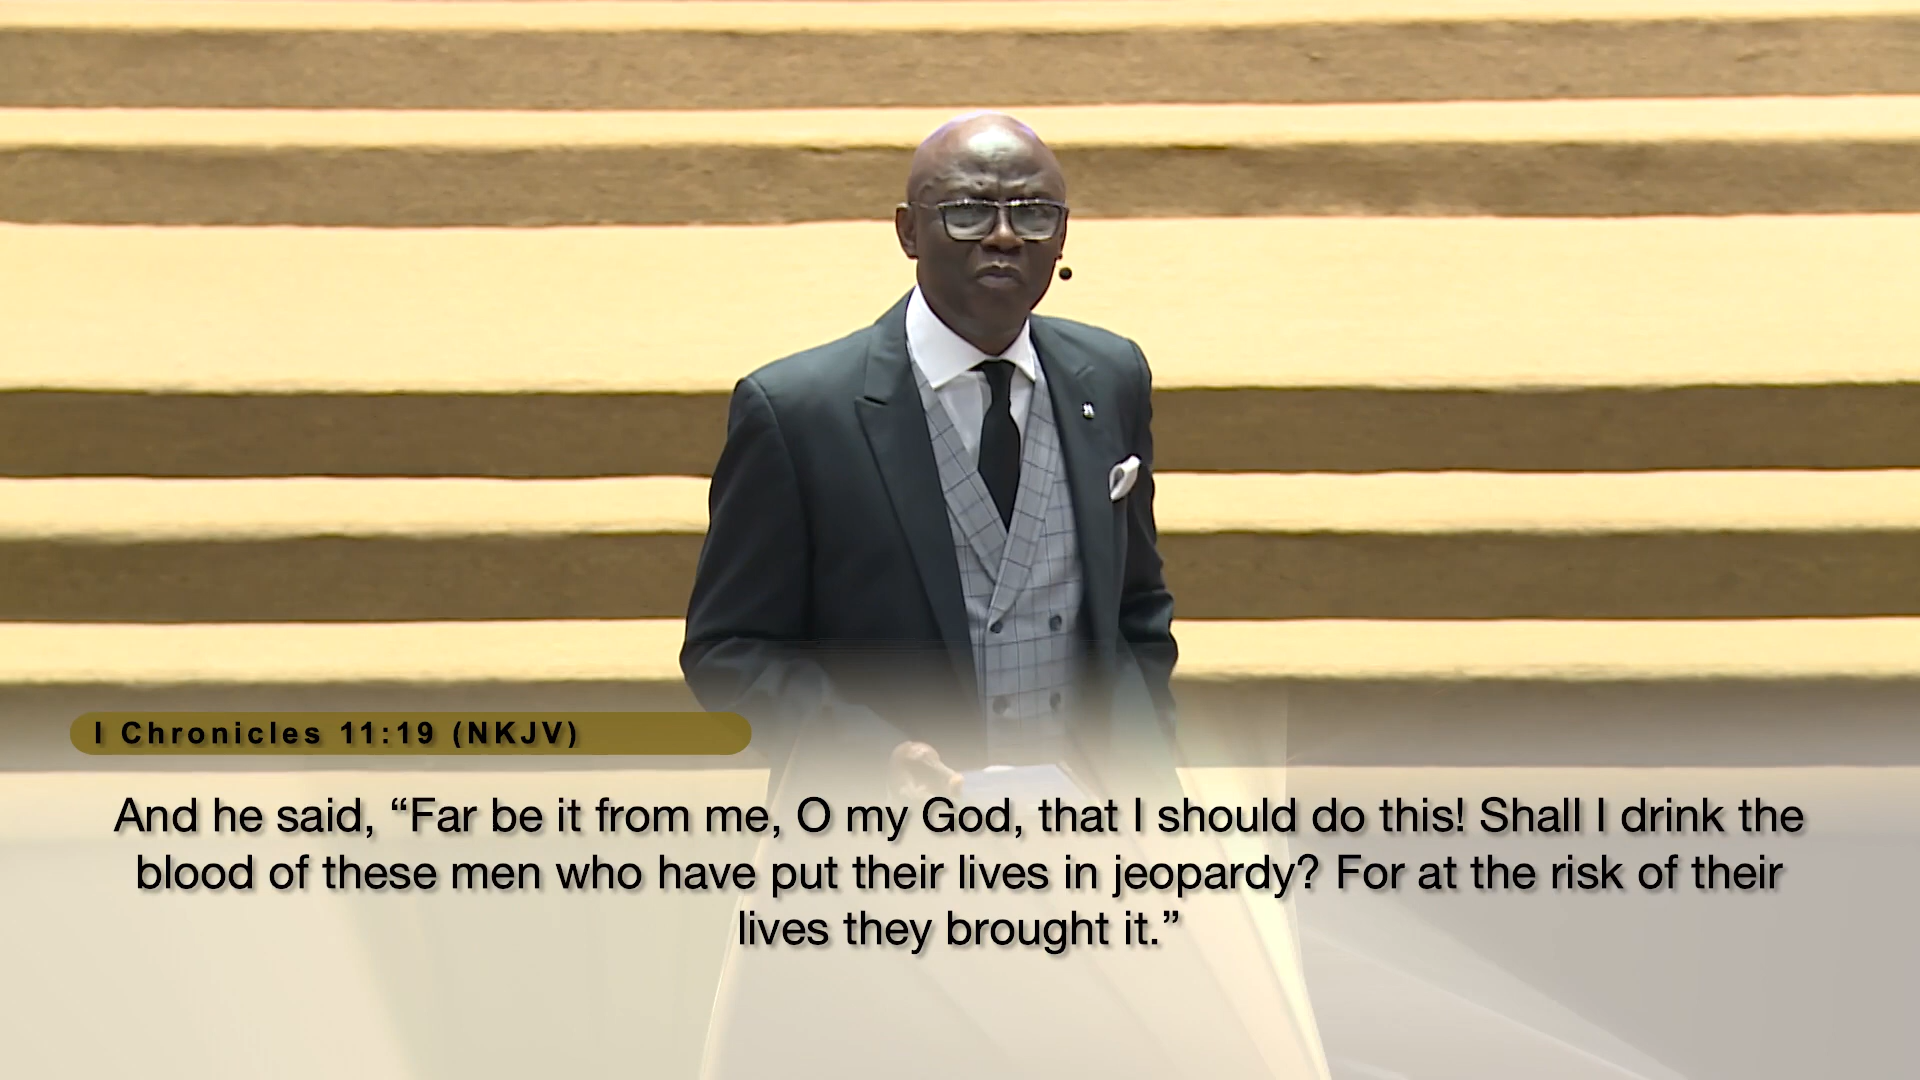 I Chronicles 11:19 (NKJV)
And he said, “Far be it from me, O my God, that I should do this! Shall I drink the
blood of these men who have put their lives in jeopardy? For at the risk of their
lives they brought it.”